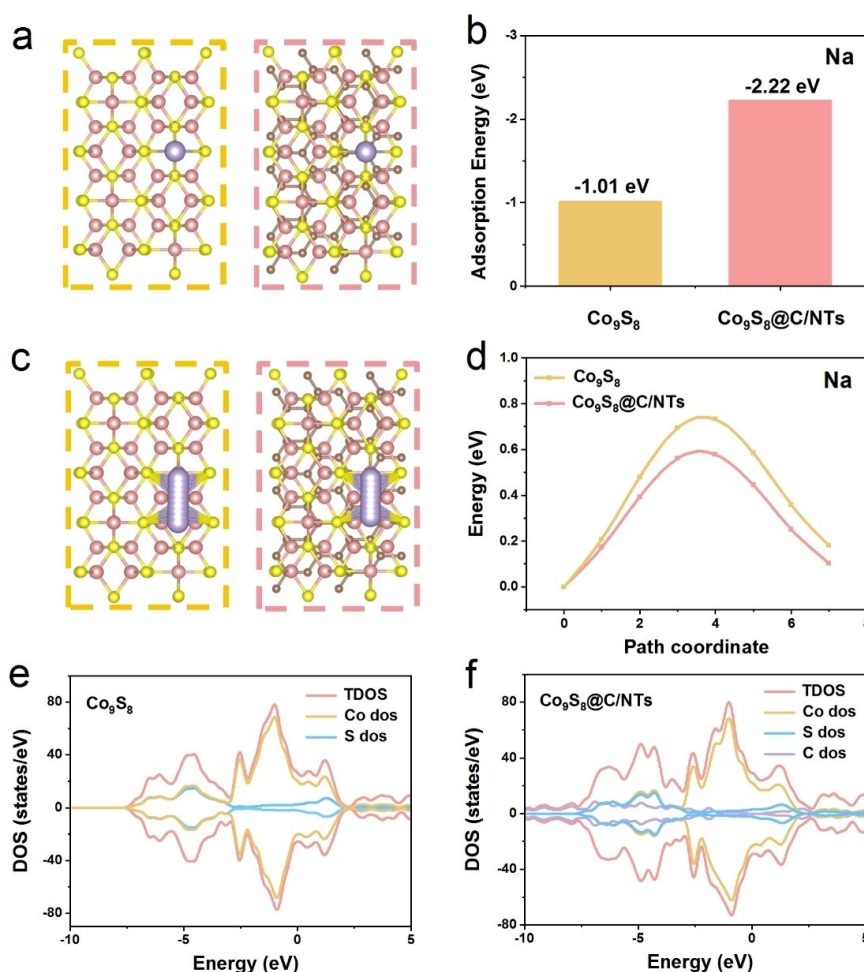 a
b
Na
Adsorption Energy (eV)
-3
-2
-1
0
-1.01 eV
-2.22 eV
Co₉S₈
Co₉S₈@C/NTs
c
d
Na
Co₉S₈
Co₉S₈@C/NTs
Energy (eV)
1.0
0.8
0.6
0.4
0.2
0.0
0 2 4 6 8
Path coordinate
e
Co₉S₈
TDOS
Co dos
S dos
DOS (states/eV)
80
40
0
-40
-80
-10 -5 0 5
Energy (eV)
f
Co₉S₈@C/NTs
TDOS
Co dos
S dos
C dos
DOS (states/eV)
80
40
0
-40
-80
-10 -5 0 5
Energy (eV)